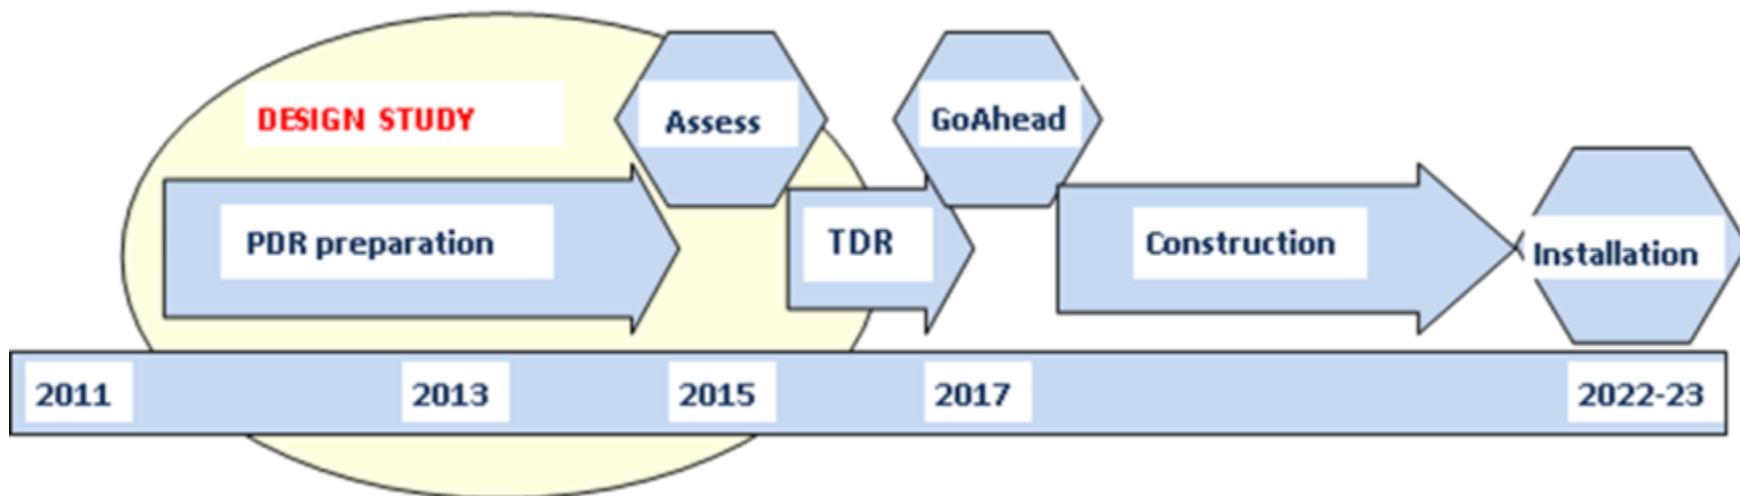 DESIGN STUDY
Assess
GoAhead
PDR preparation
TDR
Construction
Installation
2011
2013
2015
2017
2022-23